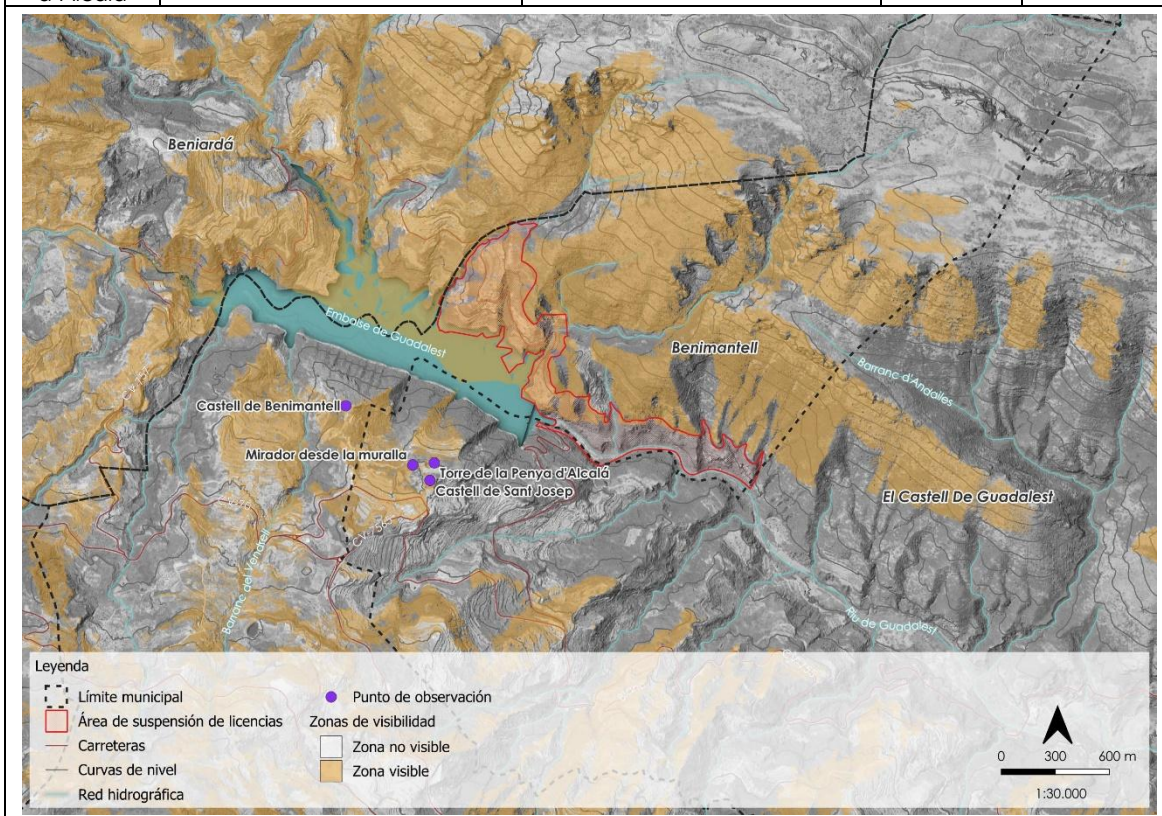 d'Alcalá
Beniardá
Embalse de Guadalest
Benimantell
Barranc d'Andailes
Castell de Benimantell
Mirador desde la muralla
Torre de la Penya d'Alcalá
Castell de Sant Josep
El Castell De Guadalest
Barranc del Vendrel
Riu de Guadalest
Leyenda
Límite municipal
Área de suspensión de licencias
Carreteras
Curvas de nivel
Red hidrográfica
Punto de observación
Zonas de visibilidad
Zona no visible
Zona visible
0 300 600 m
1:30.000